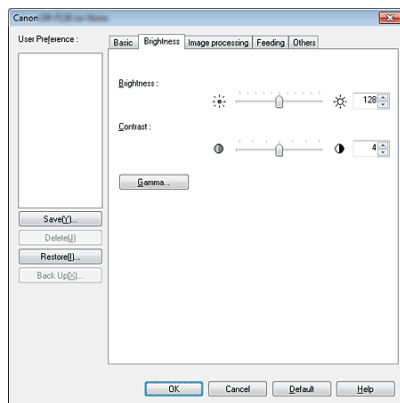 Canon
User Preference :
Basic Brightness Image processing Feeding Others
Brightness :
128
Contrast :
4
Gamma...
Save(Y)...
Delete(J)
Restore(I)...
Back Up(X)...
OK Cancel Default Help